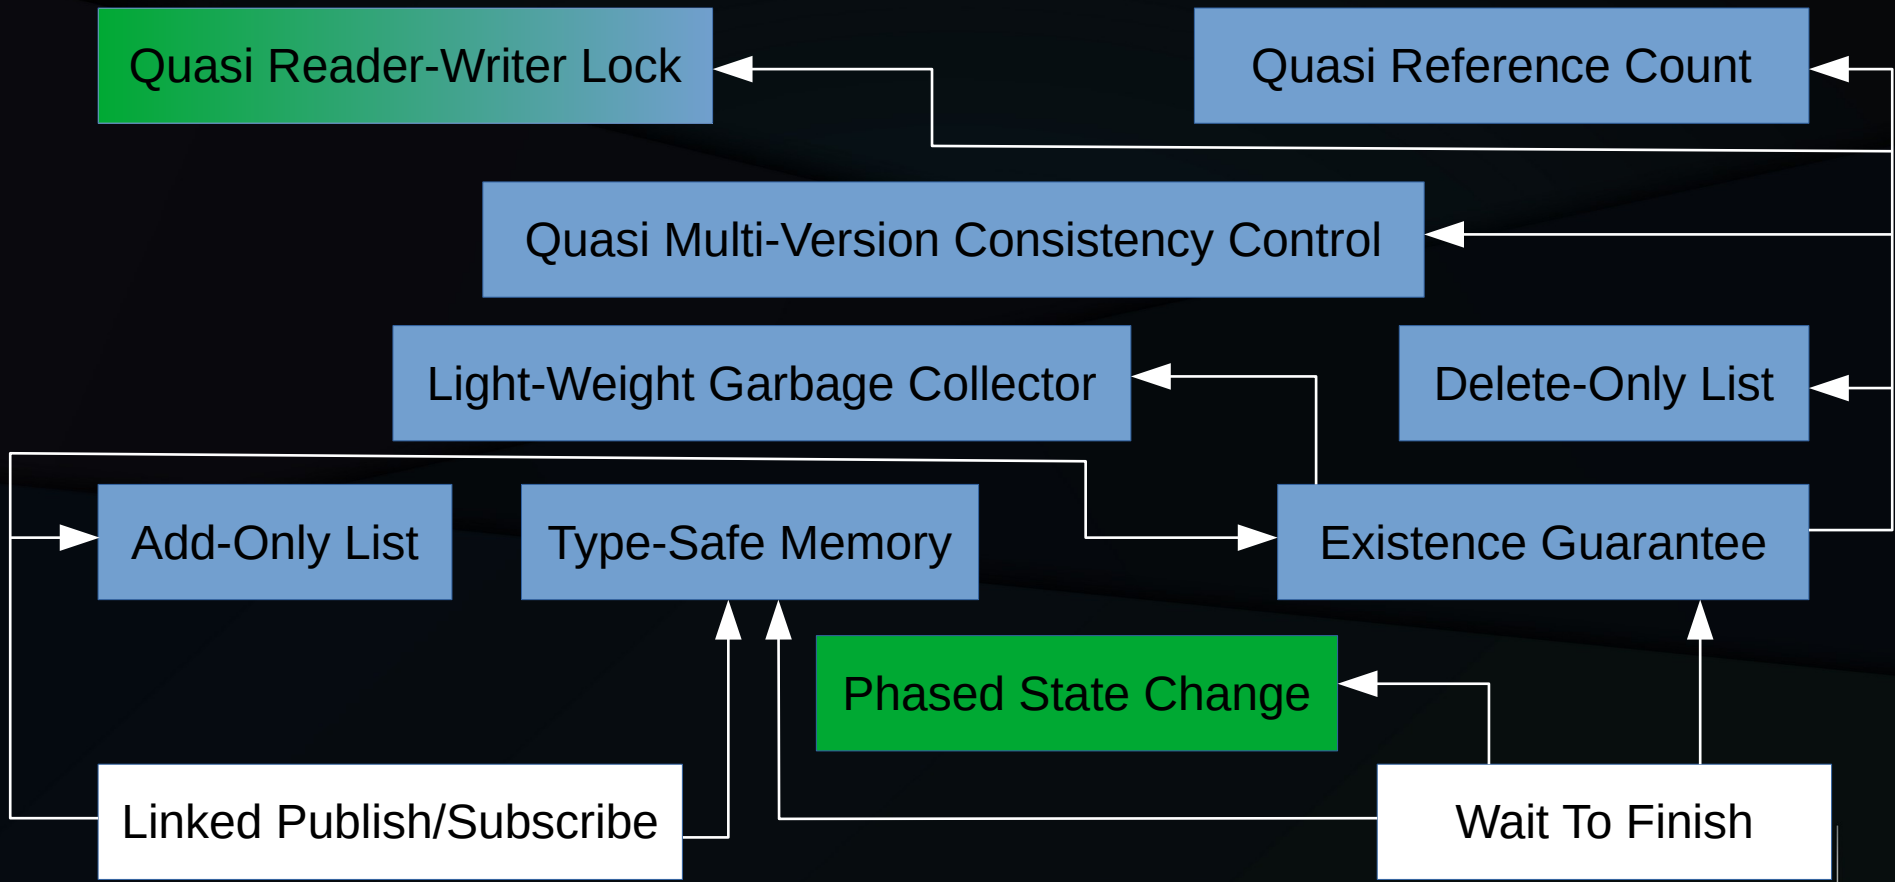 Quasi Reader-Writer Lock
Quasi Reference Count
Quasi Multi-Version Consistency Control
Light-Weight Garbage Collector
Delete-Only List
Add-Only List
Type-Safe Memory
Existence Guarantee
Phased State Change
Linked Publish/Subscribe
Wait To Finish